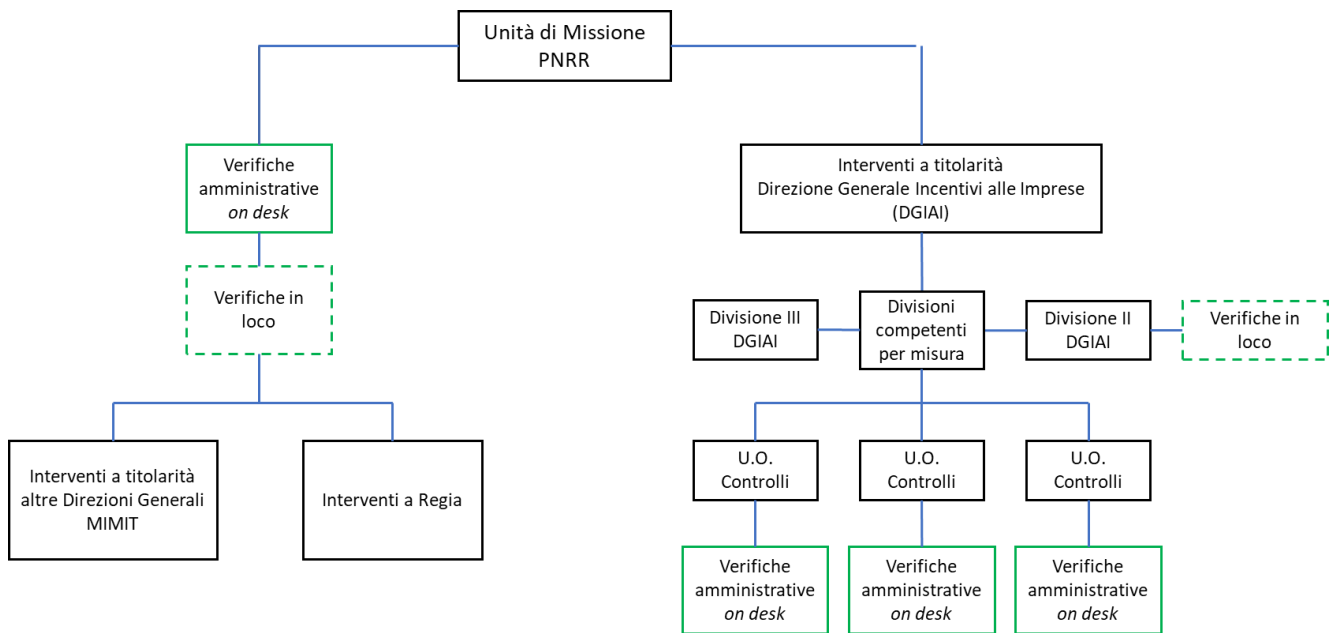 Unità di Missione
PNRR
Verifiche
amministrative
on desk
Interventi a titolarità
Direzione Generale Incentivi alle Imprese
(DGIAI)
Verifiche in
loco
Divisione III
DGIAI
Divisioni
competenti
per misura
Divisione II
DGIAI
Verifiche in
loco
Interventi a titolarità
altre Direzioni Generali
MIMIT
Interventi a Regia
U.O.
Controlli
U.O.
Controlli
U.O.
Controlli
Verifiche
amministrative
on desk
Verifiche
amministrative
on desk
Verifiche
amministrative
on desk